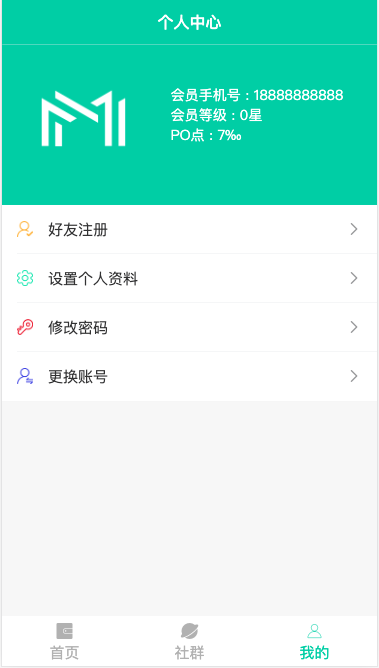 个人中心
会员手机号：18888888888
会员等级：0星
PO点：7‰
好友注册
设置个人资料
修改密码
更换账号
首页
社群
我的